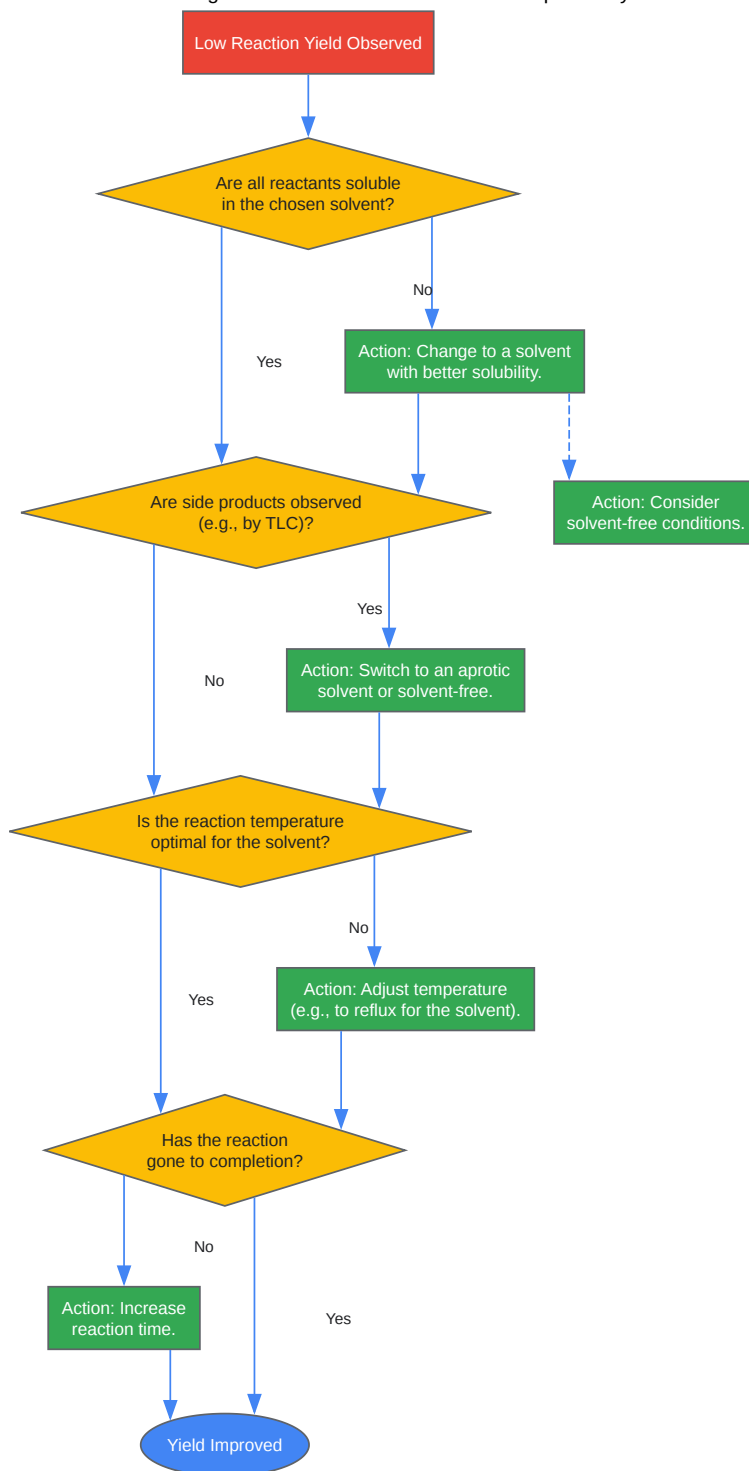 Low Reaction Yield Observed
Are all reactants soluble
in the chosen solvent?
No
Yes
Action: Change to a solvent
with better solubility.
Are side products observed
(e.g., by TLC)?
Action: Consider
solvent-free conditions.
Yes
No
Action: Switch to an aprotic
solvent or solvent-free.
Is the reaction temperature
optimal for the solvent?
No
Yes
Action: Adjust temperature
(e.g., to reflux for the solvent).
Has the reaction
gone to completion?
No
Action: Increase
reaction time.
Yes
Yield Improved